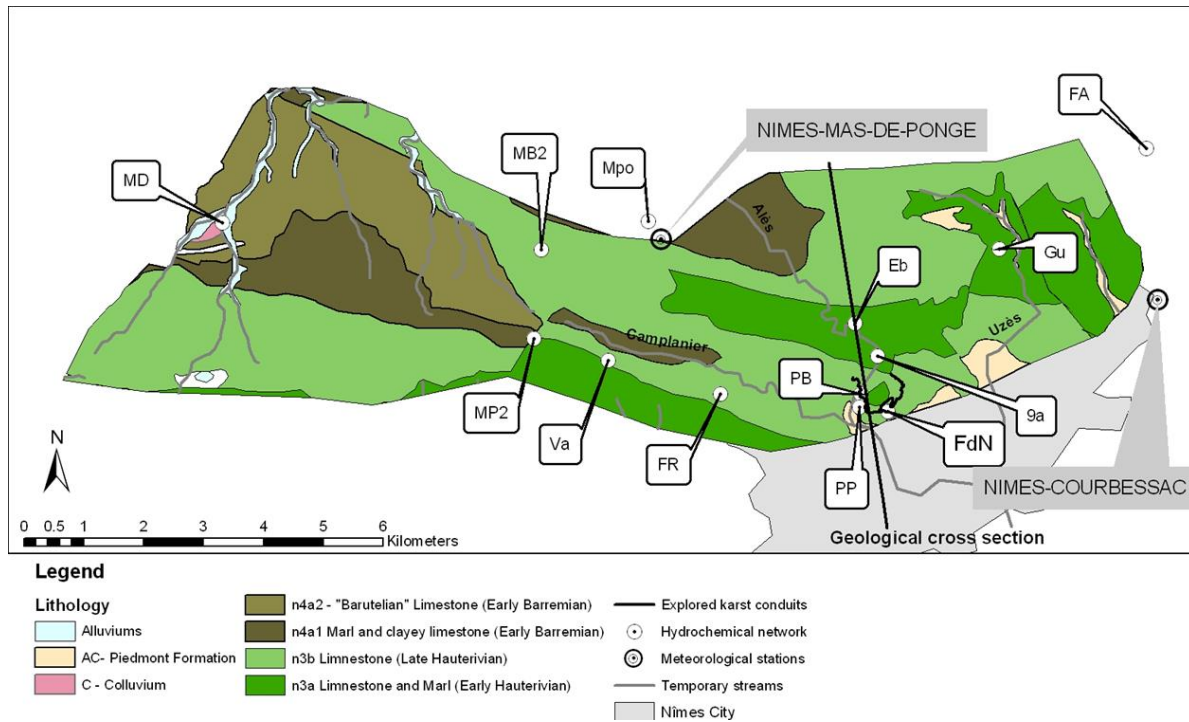 FA
NIMES-MAS-DE-PONGE
MD
MB2
Mpo
Alès
Eb
Gu
Uzès
Camplanier
PB
MP2
Va
FR
PP
FdN
9a
NIMES-COURBESSAC
N
0 0.5 1 2 3 4 5 6
Kilometers
Geological cross section
Legend
Lithology
Alluviums
AC- Piedmont Formation
C - Colluvium
n4a2 - "Barutelian" Limestone (Early Barremian)
n4a1 Marl and clayey limestone (Early Barremian)
n3b Limnestone (Late Hauterivian)
n3a Limnestone and Marl (Early Hauterivian)
Explored karst conduits
Hydrochemical network
Meteorological stations
Temporary streams
Nîmes City